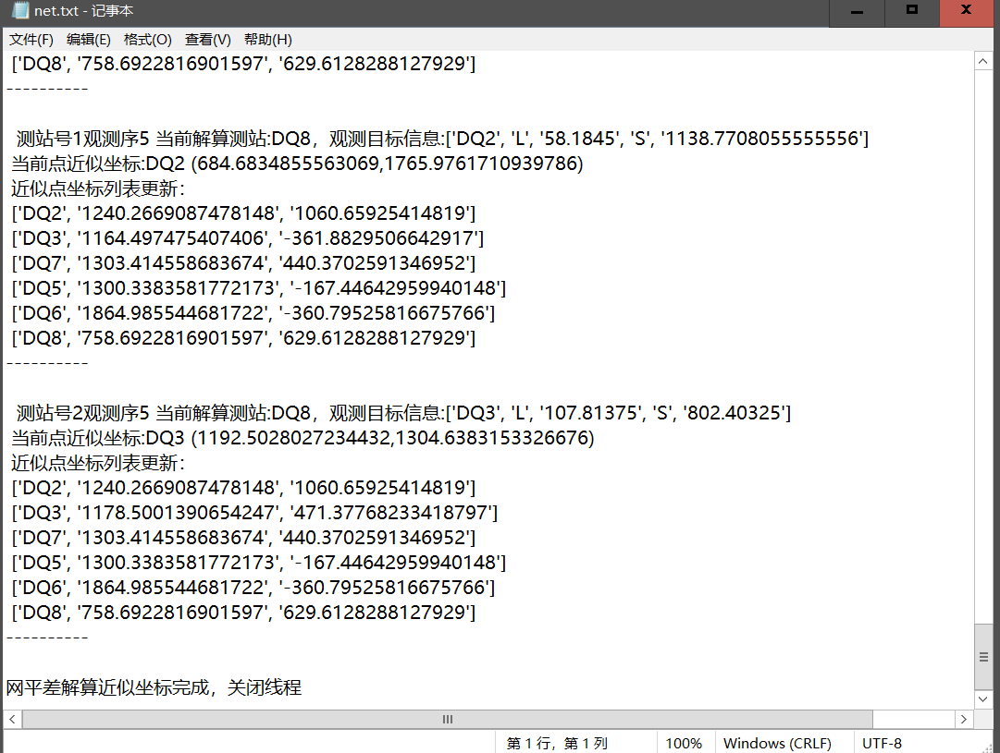 net.txt - 记事本
文件(F) 编辑(E) 格式(O) 查看(V) 帮助(H)
['DQ8', '758.6922816901597', '629.6128288127929']
----------
测站号1观测序5 当前解算测站:DQ8，观测目标信息:['DQ2', 'L', '58.1845', 'S', '1138.7708055555556']
当前点近似坐标:DQ2 (684.6834855563069,1765.9761710939786)
近似点坐标列表更新：
['DQ2', '1240.2669087478148', '1060.65925414819']
['DQ3', '1164.497475407406', '-361.8829506642917']
['DQ7', '1303.414558683674', '440.3702591346952']
['DQ5', '1300.3383581772173', '-167.44642959940148']
['DQ6', '1864.985544681722', '-360.79525816675766']
['DQ8', '758.6922816901597', '629.6128288127929']
----------
测站号2观测序5 当前解算测站:DQ8，观测目标信息:['DQ3', 'L', '107.81375', 'S', '802.40325']
当前点近似坐标:DQ3 (1192.5028027234432,1304.6383153326676)
近似点坐标列表更新：
['DQ2', '1240.2669087478148', '1060.65925414819']
['DQ3', '1178.5001390654247', '471.37768233418797']
['DQ7', '1303.414558683674', '440.3702591346952']
['DQ5', '1300.3383581772173', '-167.44642959940148']
['DQ6', '1864.985544681722', '-360.79525816675766']
['DQ8', '758.6922816901597', '629.6128288127929']
----------
网平差解算近似坐标完成，关闭线程
第 1 行，第 1 列 100% Windows (CRLF) UTF-8